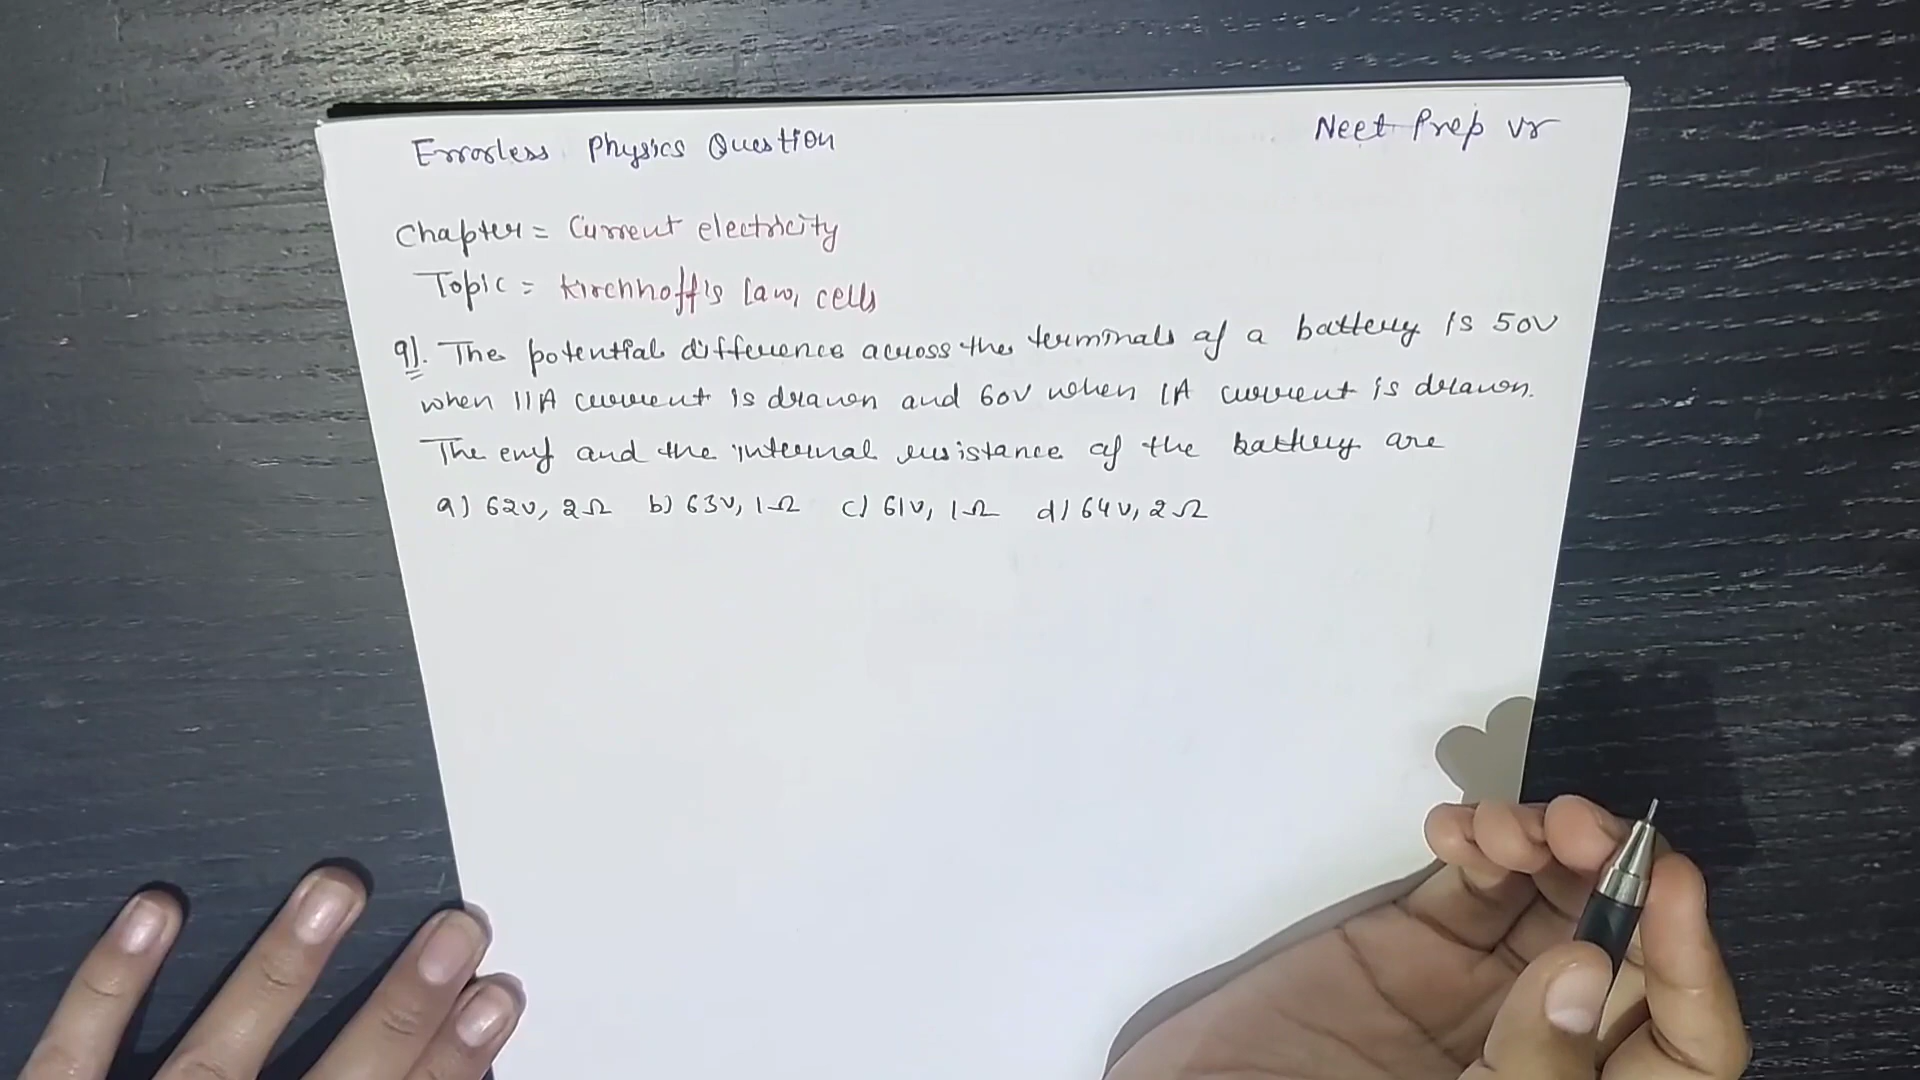 Errorless Physics Question
Neet Prep vr
Chapter = Current electricity
Topic = Kirchhoff's law, cells
9). The potential difference across the terminals of a battery is 50V
when 11A current is drawn and 60V when 1A current is drawn.
The emf and the internal resistance of the battery are
a) 62V, 2Ω b) 63V, 1Ω c) 61V, 1Ω d) 64V, 2Ω